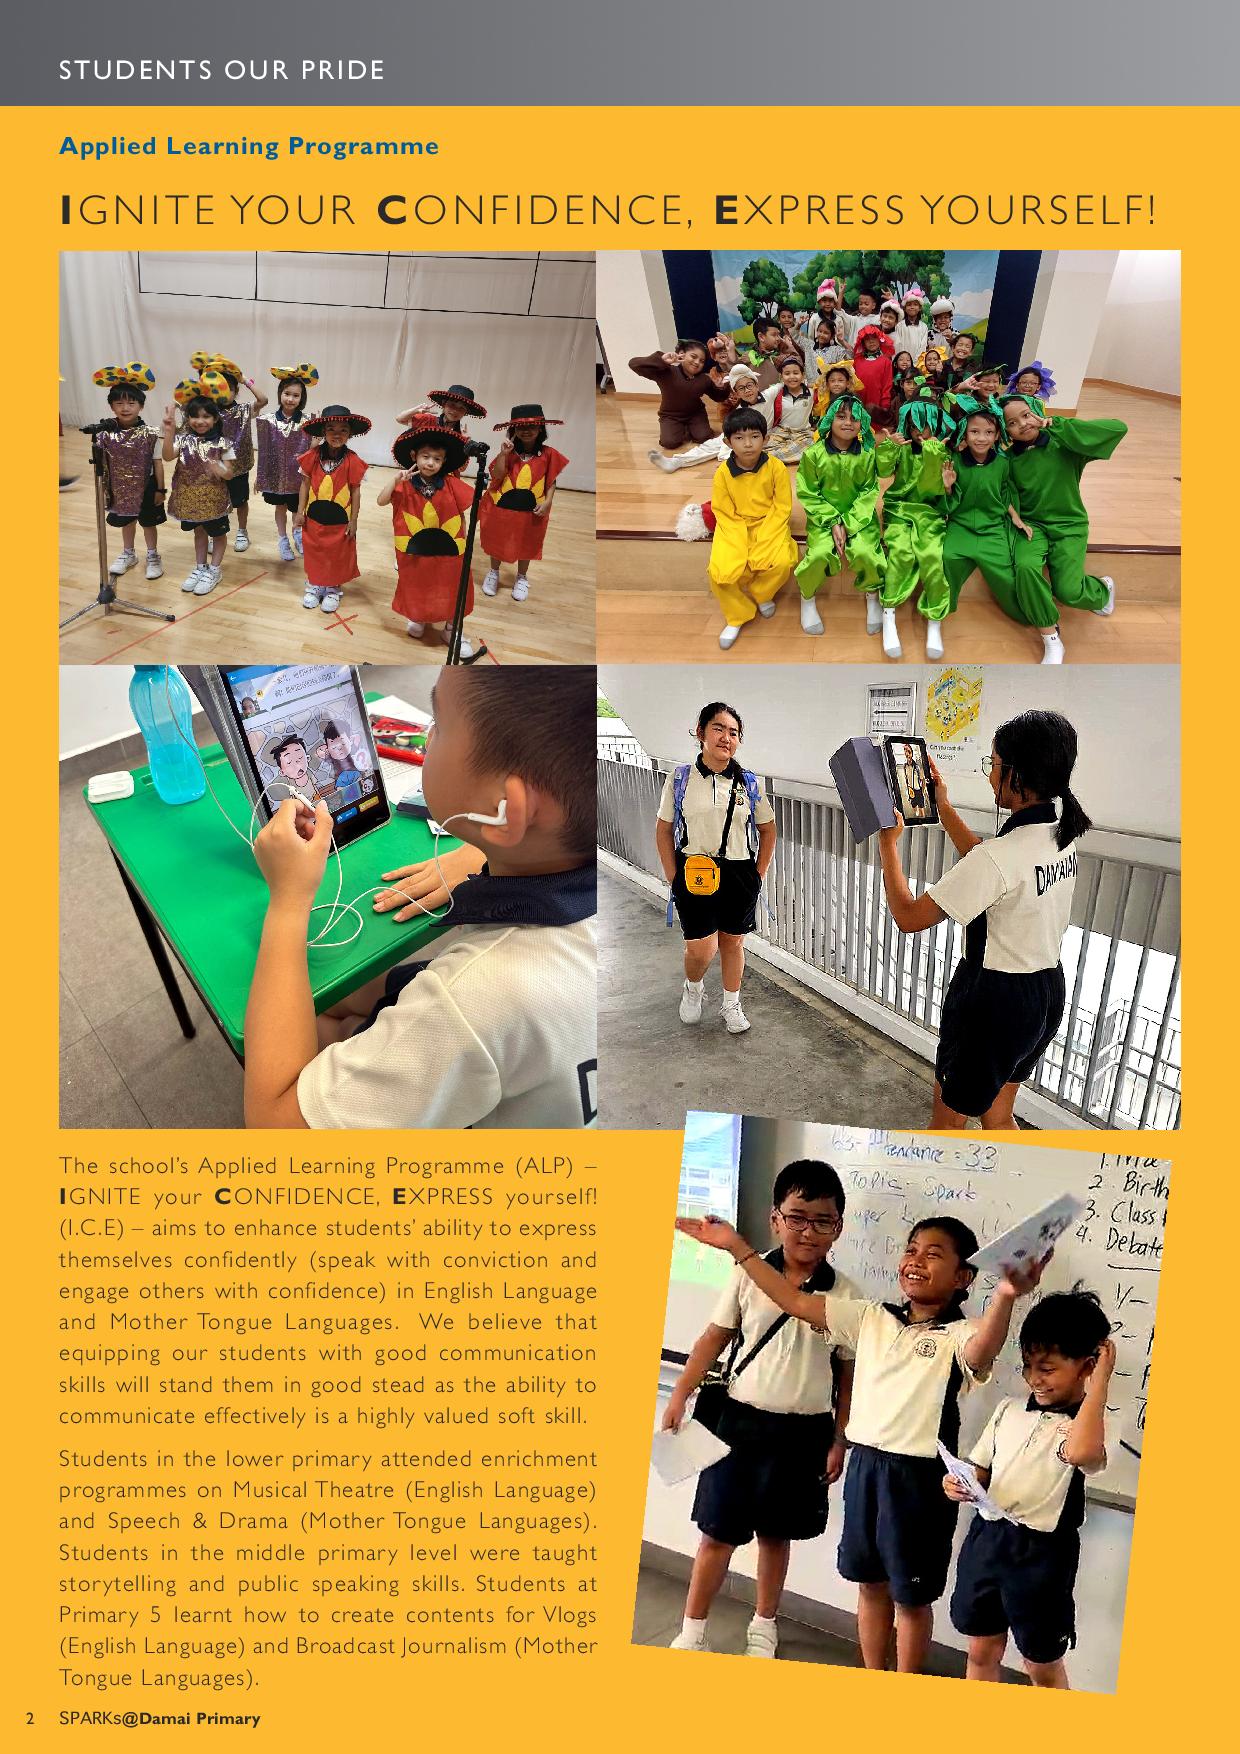 STUDENTS OUR PRIDE
Applied Learning Programme
IGNITE YOUR CONFIDENCE, EXPRESS YOURSELF!
DAMAIAN
Attendance = 33
Topic - Spark
2. Birth
3. Class
4. Debate
The school's Applied Learning Programme (ALP) –
IGNITE your CONFIDENCE, EXPRESS yourself!
(I.C.E) – aims to enhance students' ability to express
themselves confidently (speak with conviction and
engage others with confidence) in English Language
and Mother Tongue Languages. We believe that
equipping our students with good communication
skills will stand them in good stead as the ability to
communicate effectively is a highly valued soft skill.
Students in the lower primary attended enrichment
programmes on Musical Theatre (English Language)
and Speech & Drama (Mother Tongue Languages).
Students in the middle primary level were taught
storytelling and public speaking skills. Students at
Primary 5 learnt how to create contents for Vlogs
(English Language) and Broadcast Journalism (Mother
Tongue Languages).
2 SPARKs@Damai Primary